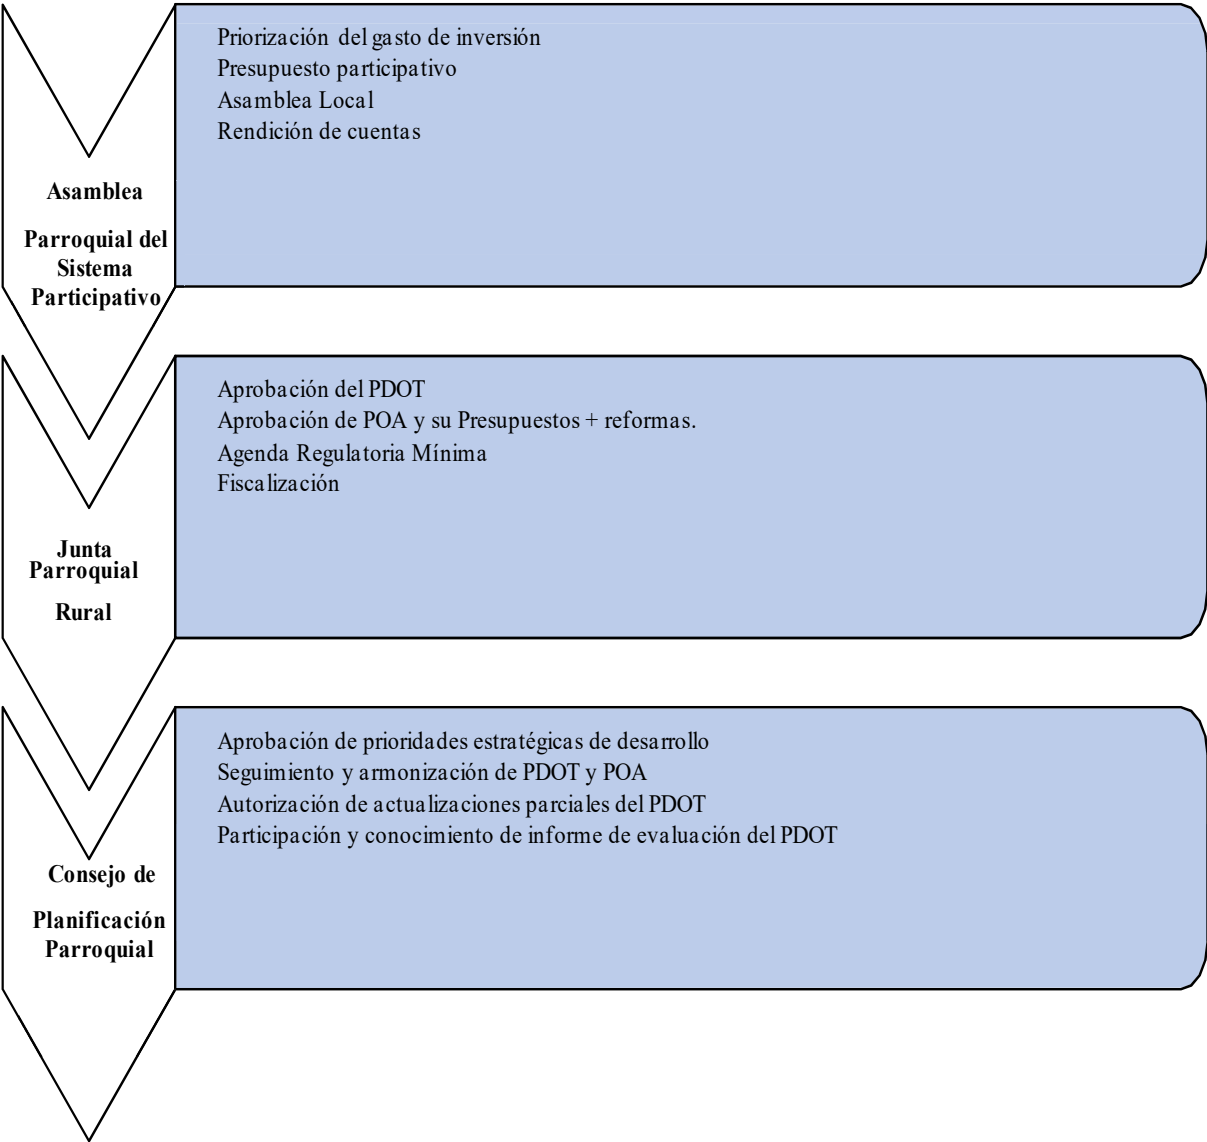 Priorización del gasto de inversión
Presupuesto participativo
Asamblea Local
Rendición de cuentas
Asamblea
Parroquial del
Sistema
Participativo
Aprobación del PDOT
Aprobación de POA y su Presupuestos + reformas.
Agenda Regulatoria Mínima
Fiscalización
Junta
Parroquial
Rural
Aprobación de prioridades estratégicas de desarrollo
Seguimiento y armonización de PDOT y POA
Autorización de actualizaciones parciales del PDOT
Participación y conocimiento de informe de evaluación del PDOT
Consejo de
Planificación
Parroquial